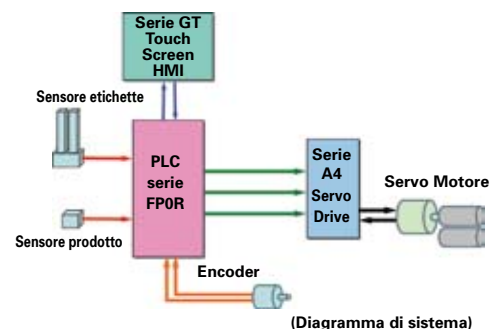 Serie GT
Touch
Screen
HMI
Sensore etichette
PLC
serie
FP0R
Serie
A4
Servo
Drive
Servo Motore
Sensore prodotto
Encoder
(Diagramma di sistema)